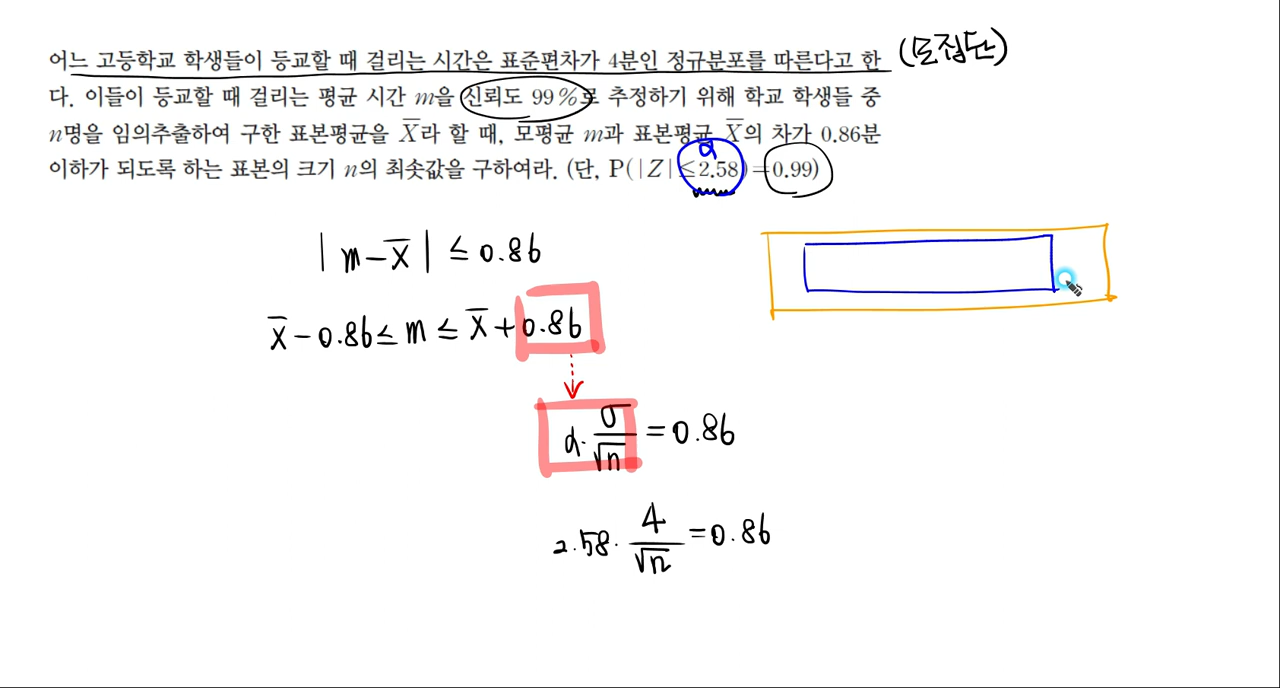 어느 고등학교 학생들이 등교할 때 걸리는 시간은 표준편차가 4분인 정규분포를 따른다고 한 (모집단)
다. 이들이 등교할 때 걸리는 평균 시간 m을 신뢰도 99%로 추정하기 위해 학교 학생들 중
n명을 임의추출하여 구한 표본평균을 X̄라 할 때, 모평균 m과 표본평균 X̄의 차가 0.86분
α
이하가 되도록 하는 표본의 크기 n의 최솟값을 구하여라. (단, P(|Z|≤2.58)=0.99)
|m-x̄| ≤ 0.86
x̄-0.86 ≤ m ≤ x̄+0.86
α·σ/√n = 0.86
2.58·4/√n = 0.86